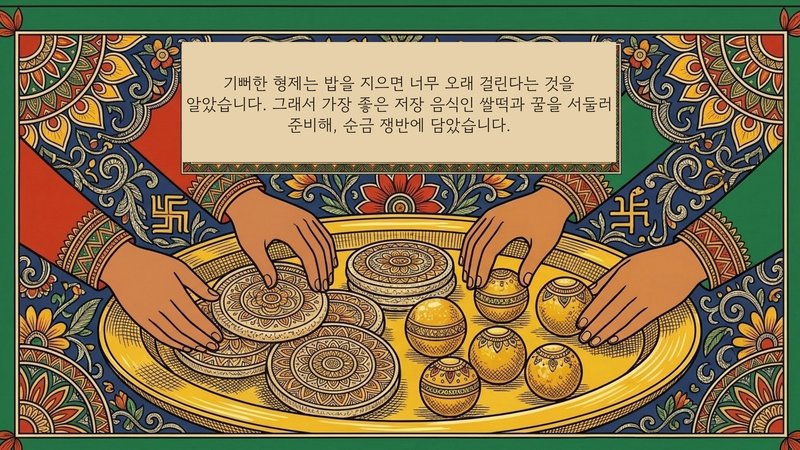 기뻐한 형제는 밥을 지으면 너무 오래 걸린다는 것을
알았습니다. 그래서 가장 좋은 저장 음식인 쌀떡과 꿀을 서둘러
준비해, 순금 쟁반에 담았습니다.